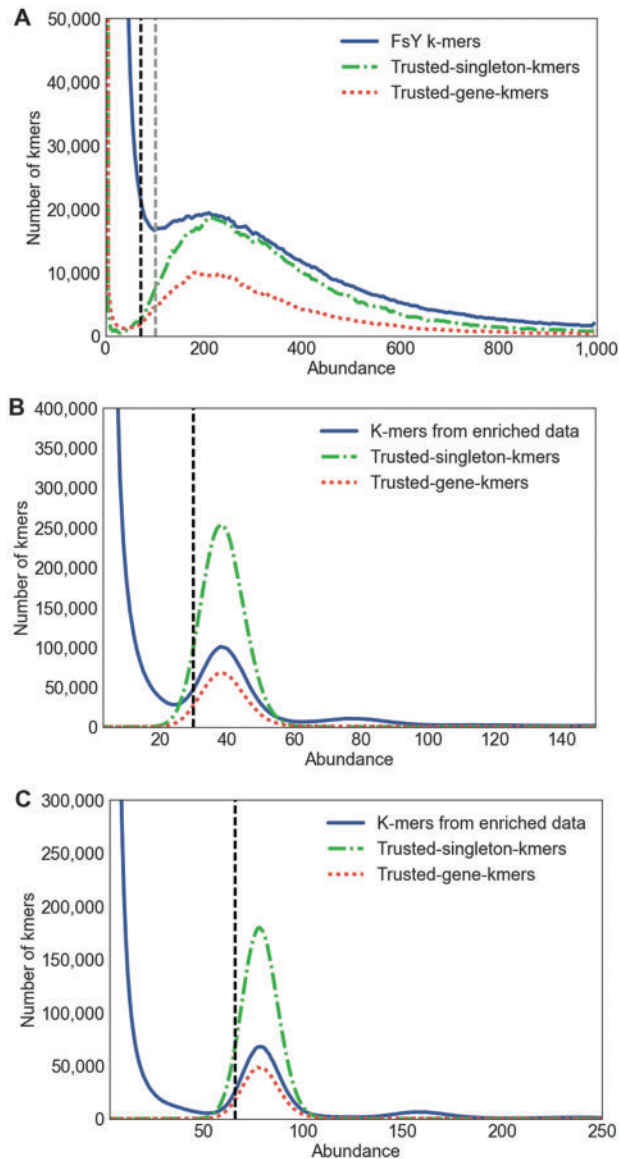 A
50,000
40,000
30,000
20,000
10,000
0
Number of kmers
FsY k-mers
Trusted-singleton-kmers
Trusted-gene-kmers
0 200 400 600 800 1,000
Abundance
B
400,000
350,000
300,000
250,000
200,000
150,000
100,000
50,000
0
Number of kmers
K-mers from enriched data
Trusted-singleton-kmers
Trusted-gene-kmers
20 40 60 80 100 120 140
Abundance
C
300,000
250,000
200,000
150,000
100,000
50,000
0
Number of kmers
K-mers from enriched data
Trusted-singleton-kmers
Trusted-gene-kmers
50 100 150 200 250
Abundance